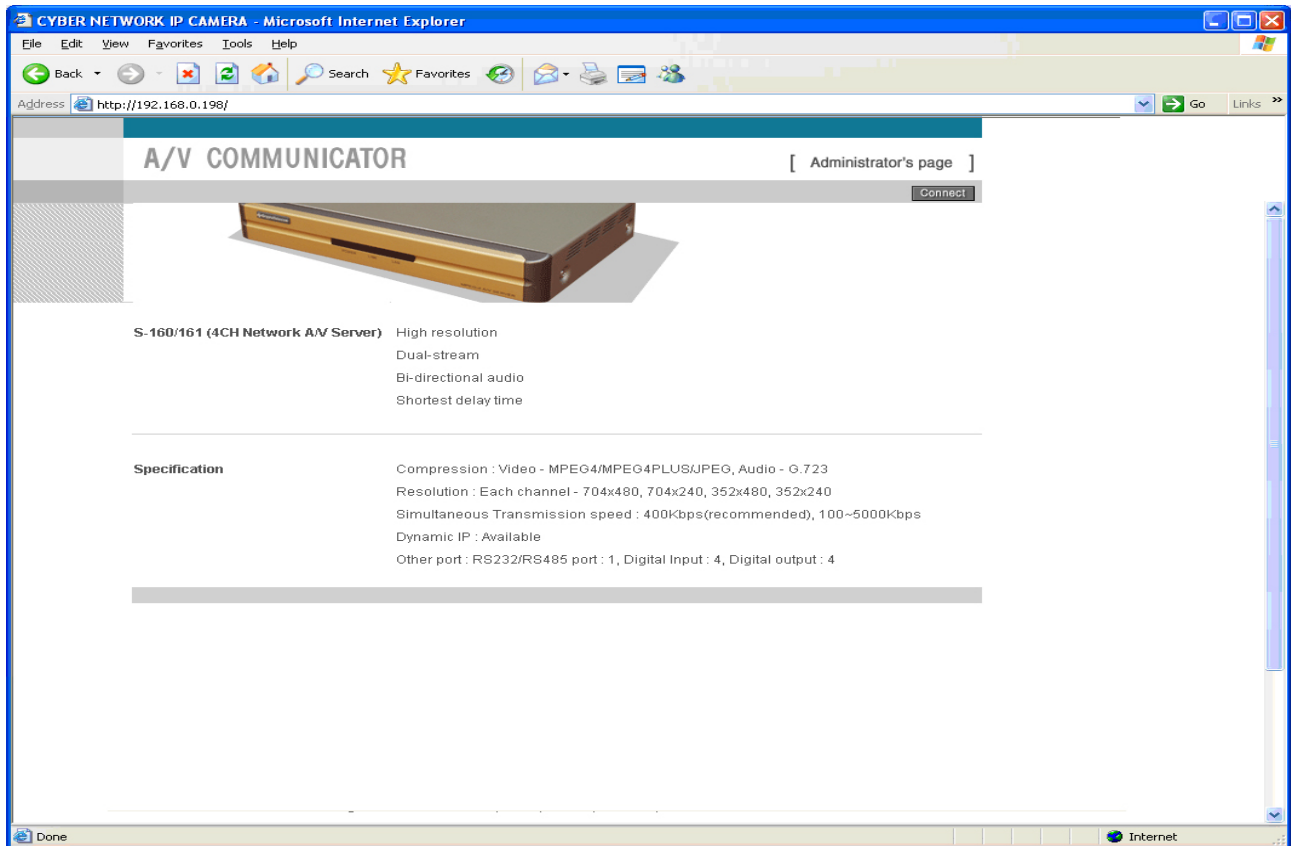 CYBER NETWORK IP CAMERA - Microsoft Internet Explorer
File Edit View Favorites Tools Help
Back Search Favorites
Address http://192.168.0.198/ Go Links »
A/V COMMUNICATOR [ Administrator's page ]
Connect
S-160/161 (4CH Network A/V Server) High resolution
Dual-stream
Bi-directional audio
Shortest delay time
Specification Compression : Video - MPEG4/MPEG4PLUS/JPEG, Audio - G.723
Resolution : Each channel - 704x480, 704x240, 352x480, 352x240
Simultaneous Transmission speed : 400Kbps(recommended), 100~5000Kbps
Dynamic IP : Available
Other port : RS232/RS485 port : 1, Digital Input : 4, Digital output : 4
Done Internet